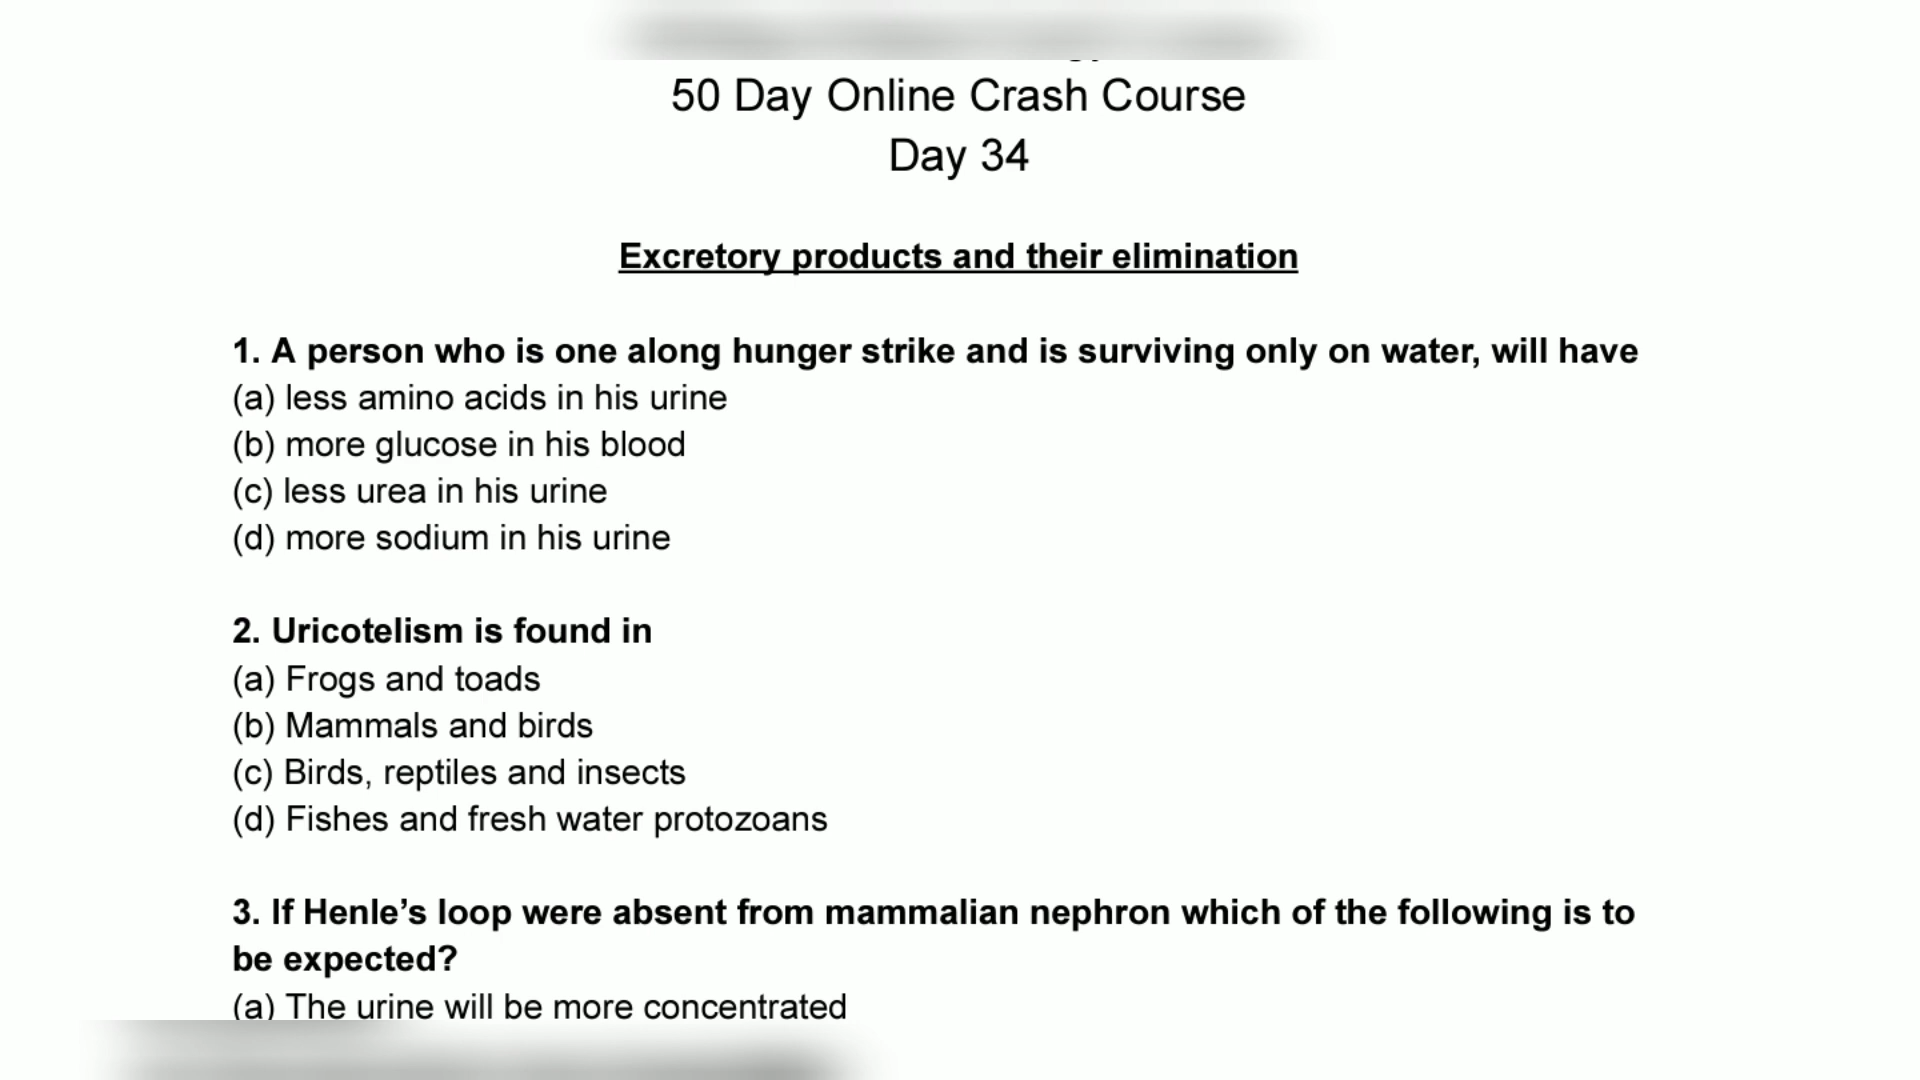 50 Day Online Crash Course
Day 34
Excretory products and their elimination
1. A person who is one along hunger strike and is surviving only on water, will have
(a) less amino acids in his urine
(b) more glucose in his blood
(c) less urea in his urine
(d) more sodium in his urine
2. Uricotelism is found in
(a) Frogs and toads
(b) Mammals and birds
(c) Birds, reptiles and insects
(d) Fishes and fresh water protozoans
3. If Henle’s loop were absent from mammalian nephron which of the following is to
be expected?
(a) The urine will be more concentrated